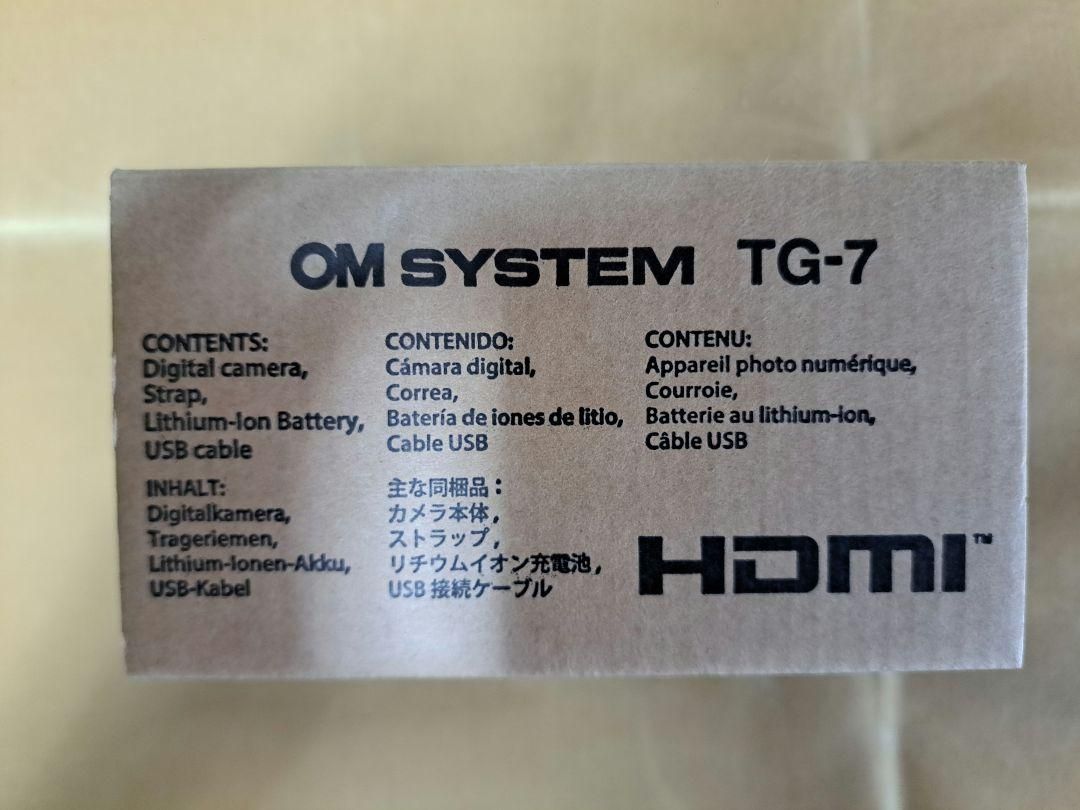 OM SYSTEM TG-7
CONTENTS:
Digital camera,
Strap,
Lithium-Ion Battery,
USB cable
CONTENIDO:
Cámara digital,
Correa,
Batería de iones de litio,
Cable USB
CONTENU:
Appareil photo numérique,
Courroie,
Batterie au lithium-ion,
Câble USB
INHALT:
Digitalkamera,
Trageriemen,
Lithium-Ionen-Akku,
USB-Kabel
主な同梱品：
カメラ本体，
ストラップ，
リチウムイオン充電池，
USB 接続ケーブル
HDMI™